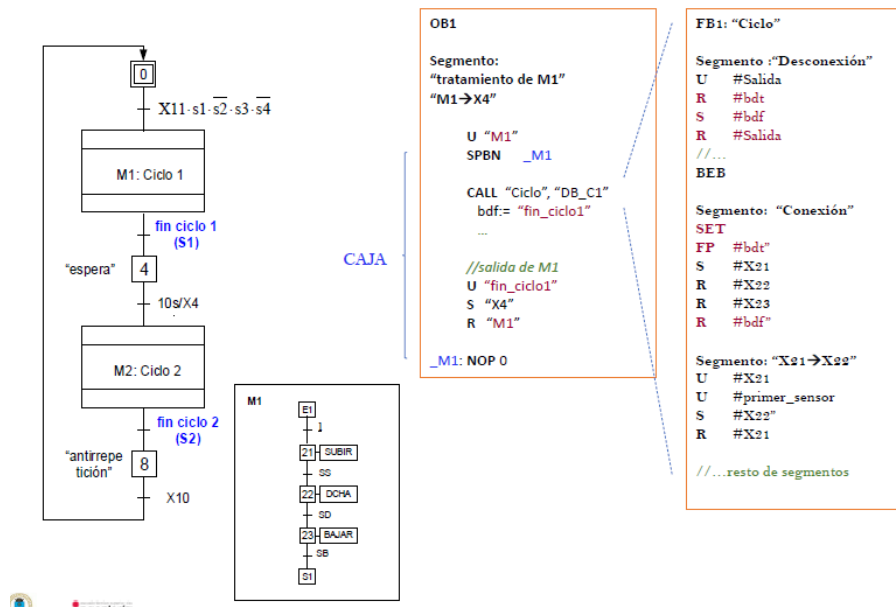 0
X11·s1·s2·s3·s4
M1: Ciclo 1
fin ciclo 1
(S1)
"espera"
4
10s/X4
M2: Ciclo 2
fin ciclo 2
(S2)
"antirrepe
tición"
8
X10
M1
E1
1
21
SUBIR
SS
22
DCHA
SD
23
BAJAR
SB
S1
CAJA
OB1
Segmento:
"tratamiento de M1"
"M1→X4"
U "M1"
SPBN _M1
CALL "Ciclo", "DB_C1"
bdf:= "fin_ciclo1"
...
//salida de M1
U "fin_ciclo1"
S "X4"
R "M1"
_M1: NOP 0
FB1: "Ciclo"
Segmento :"Desconexión"
U #Salida
R #bdt
S #bdf
R #Salida
//...
BEB
Segmento: "Conexión"
SET
FP #bdt"
S #X21
R #X22
R #X23
R #bdf"
Segmento: "X21→X22"
U #X21
U #primer_sensor
S #X22"
R #X21
//...resto de segmentos